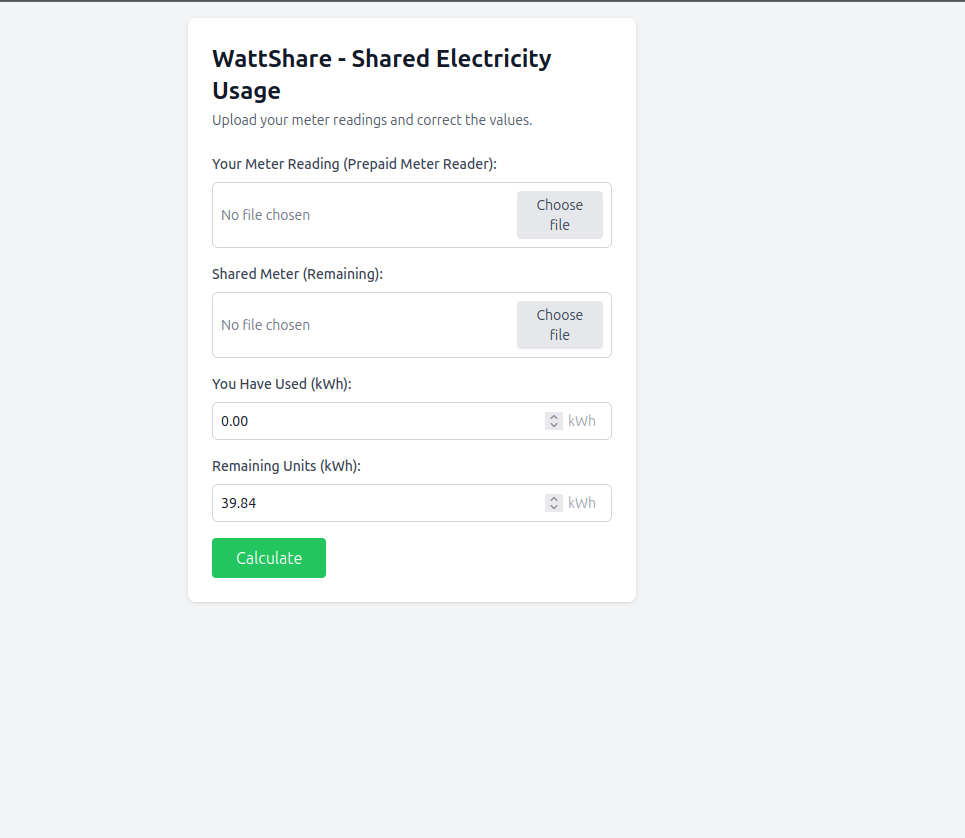 WattShare - Shared Electricity
Usage
Upload your meter readings and correct the values.
Your Meter Reading (Prepaid Meter Reader):
No file chosen
Choose
file
Shared Meter (Remaining):
No file chosen
Choose
file
You Have Used (kWh):
0.00 kWh
Remaining Units (kWh):
39.84 kWh
Calculate